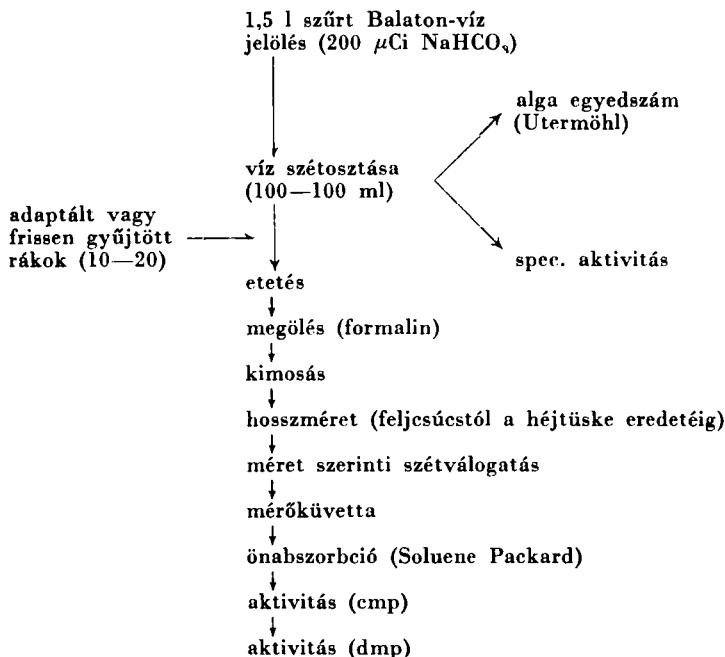 1,5 l szűrt Balaton-víz
jelölés (200 μCi NaHCO₃)
alga egyedszám
(Utermöhl)
víz szétosztása
(100—100 ml)
adaptált vagy
frissen gyűjtött
rákok (10—20)
spec. aktivitás
etetés
megölés (formalin)
kimosás
hosszméret (feljcsúcstól a héjtüske eredetéig)
méret szerinti szétválogatás
mérőküvetta
önabszorbció (Soluene Packard)
aktivitás (cmp)
aktivitás (dmp)